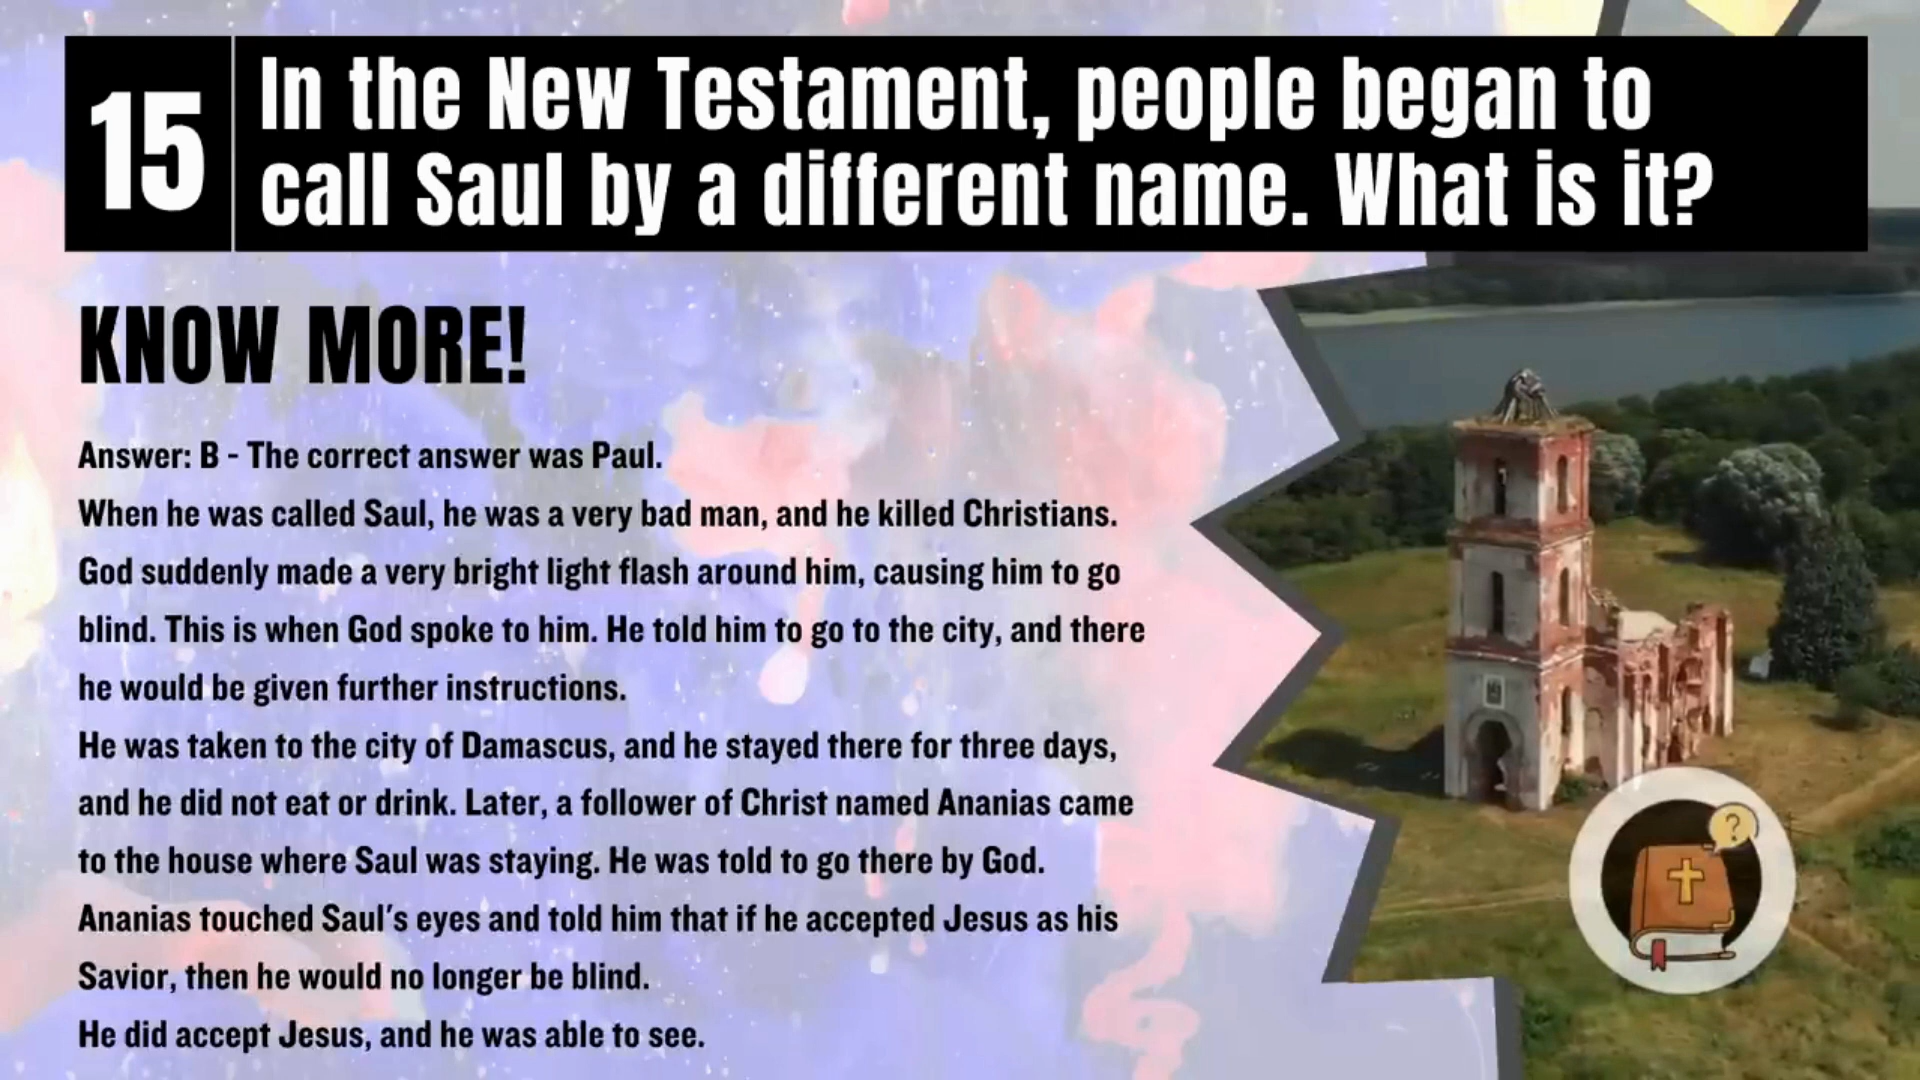 15
In the New Testament, people began to
call Saul by a different name. What is it?
KNOW MORE!
Answer: B - The correct answer was Paul.
When he was called Saul, he was a very bad man, and he killed Christians.
God suddenly made a very bright light flash around him, causing him to go
blind. This is when God spoke to him. He told him to go to the city, and there
he would be given further instructions.
He was taken to the city of Damascus, and he stayed there for three days,
and he did not eat or drink. Later, a follower of Christ named Ananias came
to the house where Saul was staying. He was told to go there by God.
Ananias touched Saul's eyes and told him that if he accepted Jesus as his
Savior, then he would no longer be blind.
He did accept Jesus, and he was able to see.
?